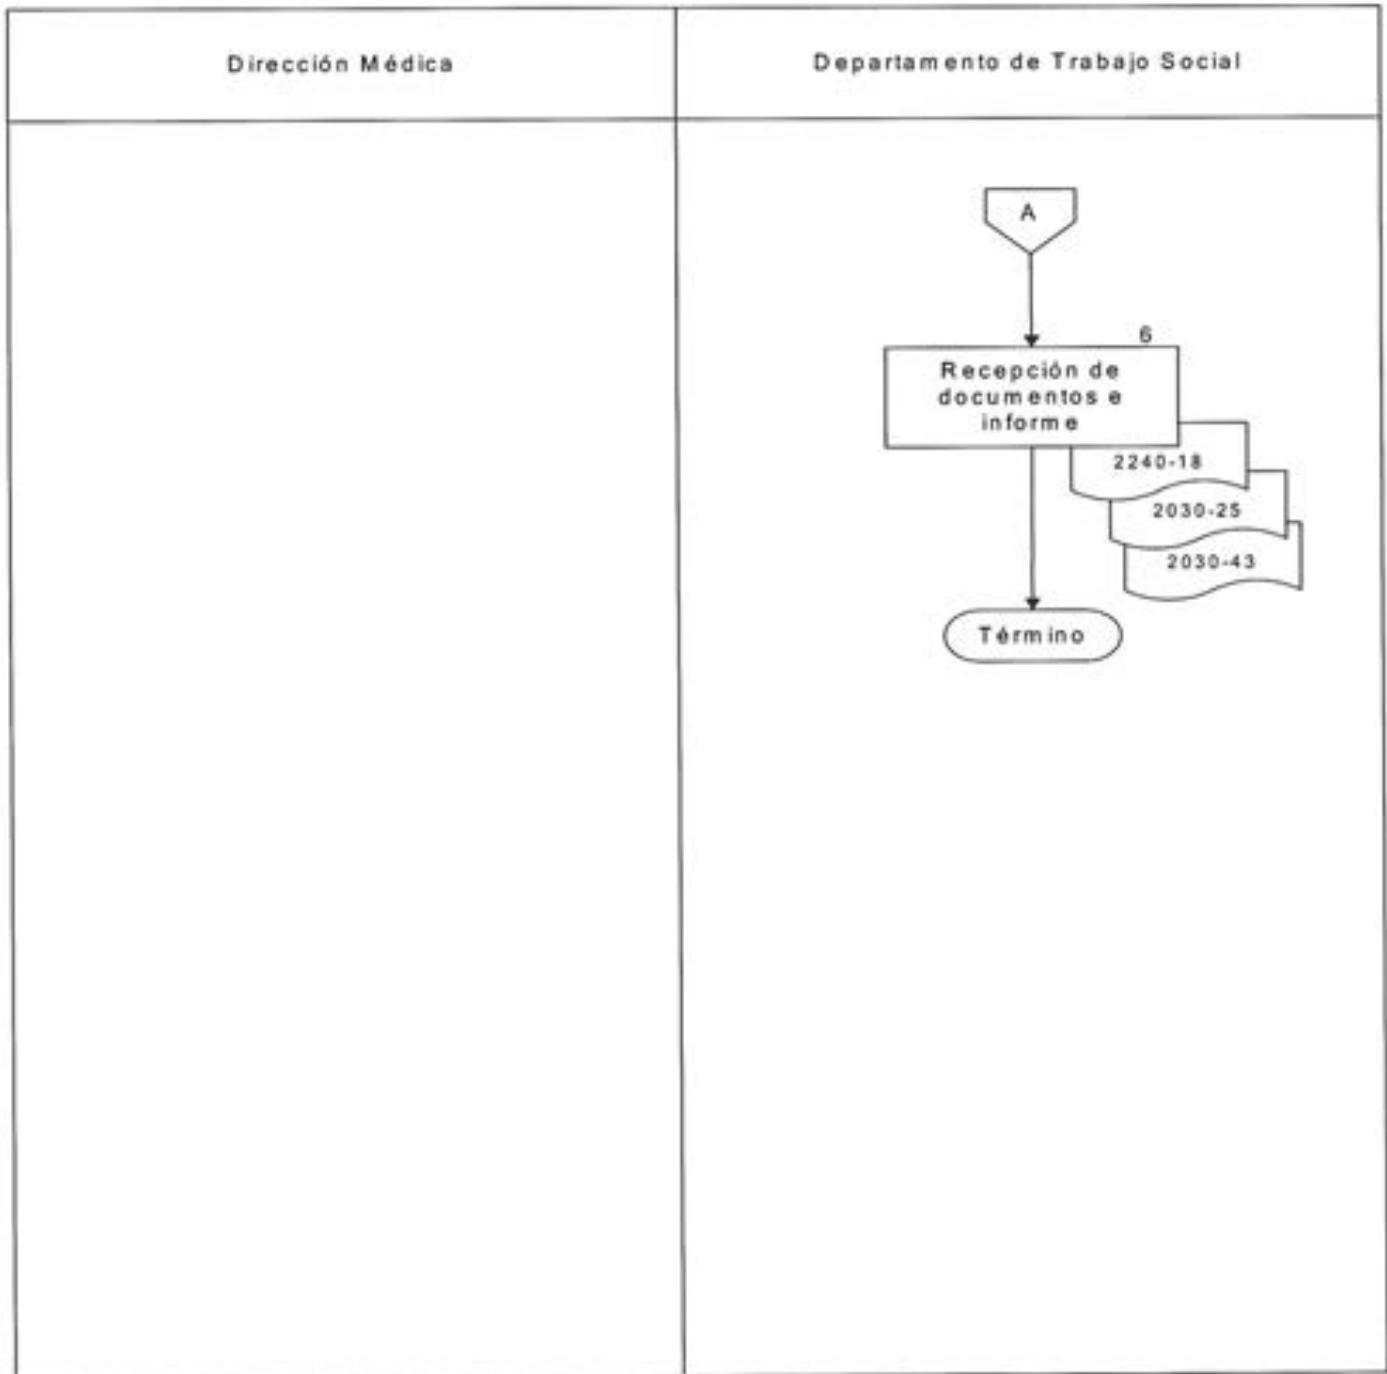 Dirección Médica
Departamento de Trabajo Social
A
6
Recepción de
documentos e
informe
2240-18
2030-25
2030-43
Término